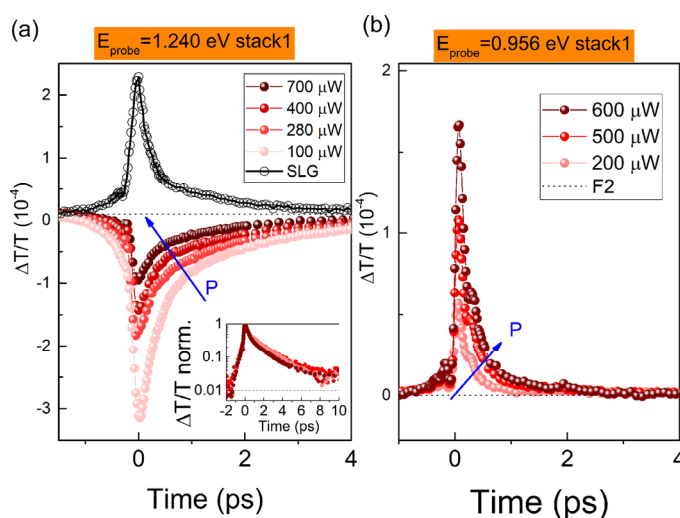 (a)
E_probe=1.240 eV stack1
700 μW
400 μW
280 μW
100 μW
SLG
ΔT/T (10⁻⁴)
2
1
0
-1
-2
-3
P
ΔT/T norm.
1
0.1
0.01
-2 0 2 4 6 8 10
Time (ps)
0 2 4
Time (ps)
(b)
E_probe=0.956 eV stack1
600 μW
500 μW
200 μW
F2
ΔT/T (10⁻⁴)
2
1
0
P
0 2 4
Time (ps)